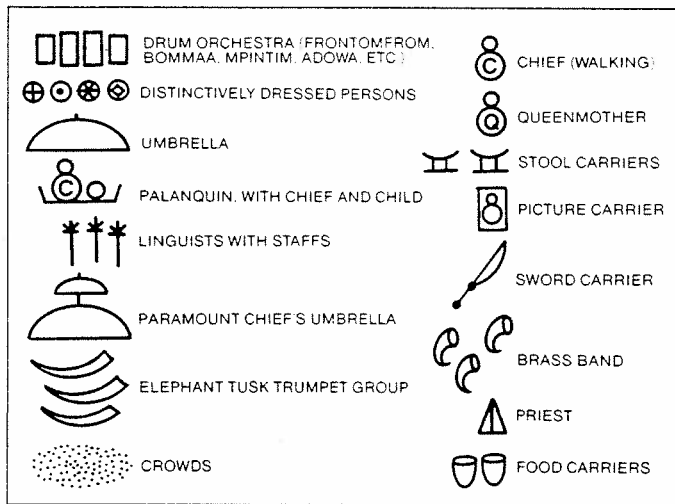 DRUM ORCHESTRA (FRONTOMFROM,
BOMMAA, MPINTIM, ADOWA, ETC.)
DISTINCTIVELY DRESSED PERSONS
UMBRELLA
C
PALANQUIN, WITH CHIEF AND CHILD
LINGUISTS WITH STAFFS
PARAMOUNT CHIEF'S UMBRELLA
ELEPHANT TUSK TRUMPET GROUP
CROWDS
C
CHIEF (WALKING)
Q
QUEENMOTHER
STOOL CARRIERS
PICTURE CARRIER
SWORD CARRIER
BRASS BAND
PRIEST
FOOD CARRIERS